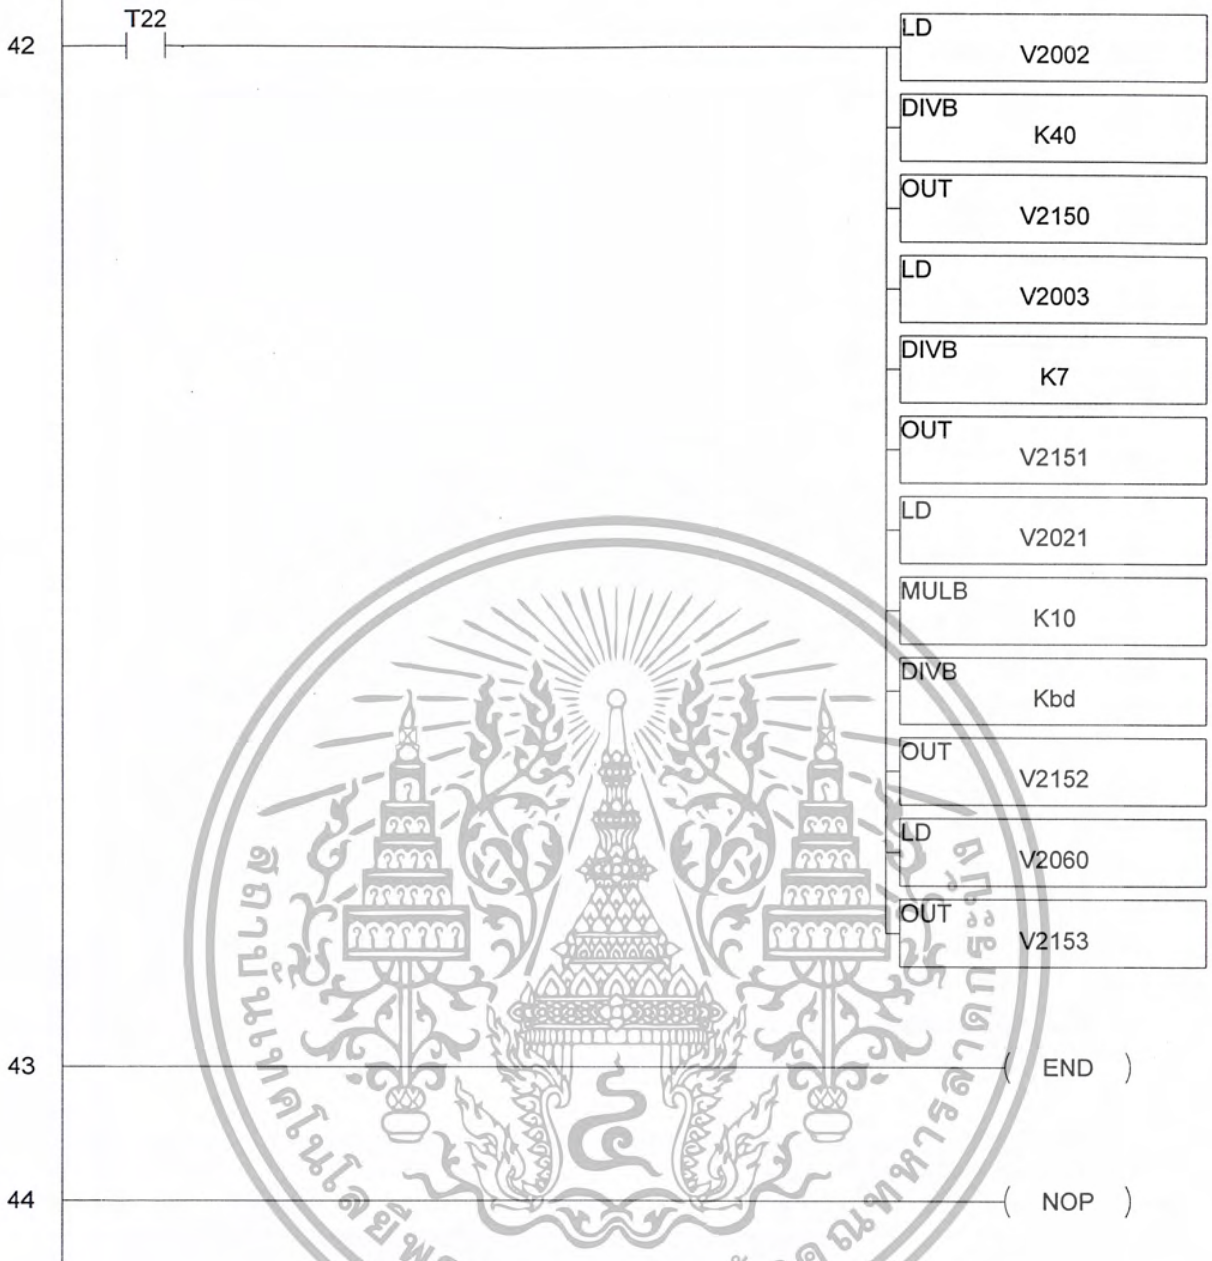 T22
42
LD
V2002
DIVB
K40
OUT
V2150
LD
V2003
DIVB
K7
OUT
V2151
LD
V2021
MULB
K10
DIVB
Kbd
OUT
V2152
LD
V2060
OUT
V2153
43
( END )
44
( NOP )